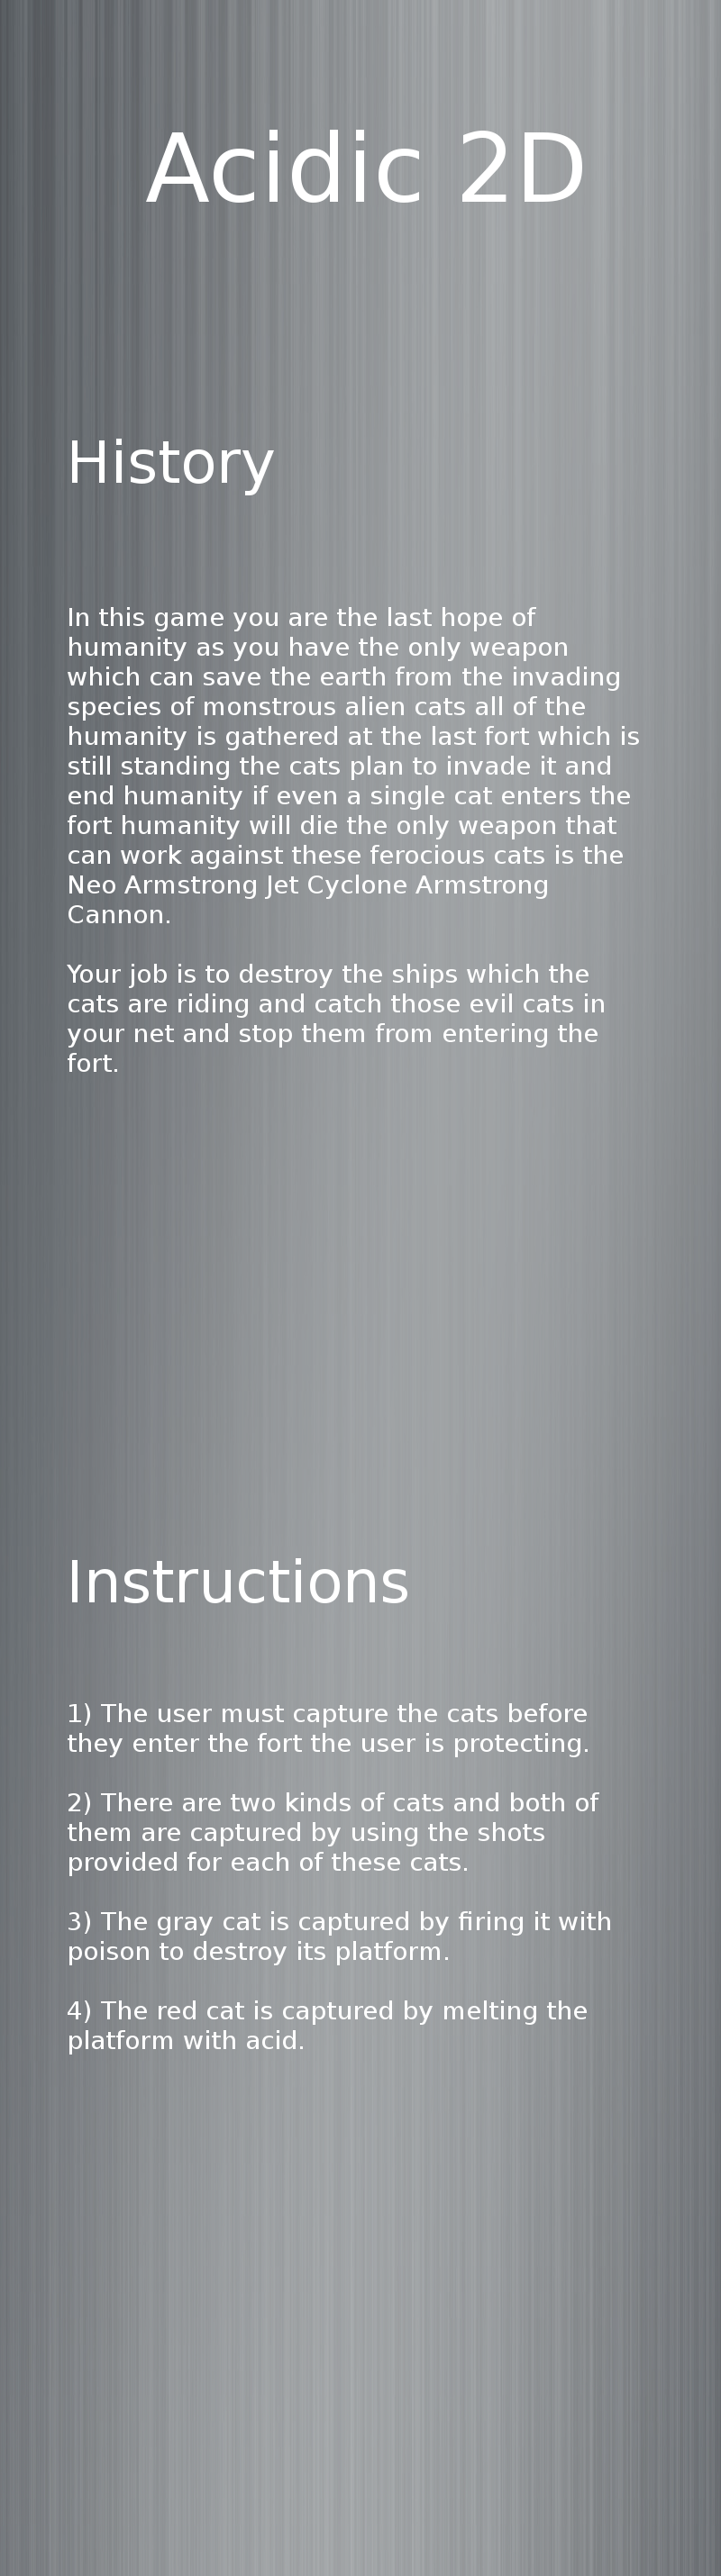 Acidic 2D
History
In this game you are the last hope of
humanity as you have the only weapon
which can save the earth from the invading
species of monstrous alien cats all of the
humanity is gathered at the last fort which is
still standing the cats plan to invade it and
end humanity if even a single cat enters the
fort humanity will die the only weapon that
can work against these ferocious cats is the
Neo Armstrong Jet Cyclone Armstrong
Cannon.
Your job is to destroy the ships which the
cats are riding and catch those evil cats in
your net and stop them from entering the
fort.
Instructions
1) The user must capture the cats before
they enter the fort the user is protecting.
2) There are two kinds of cats and both of
them are captured by using the shots
provided for each of these cats.
3) The gray cat is captured by firing it with
poison to destroy its platform.
4) The red cat is captured by melting the
platform with acid.